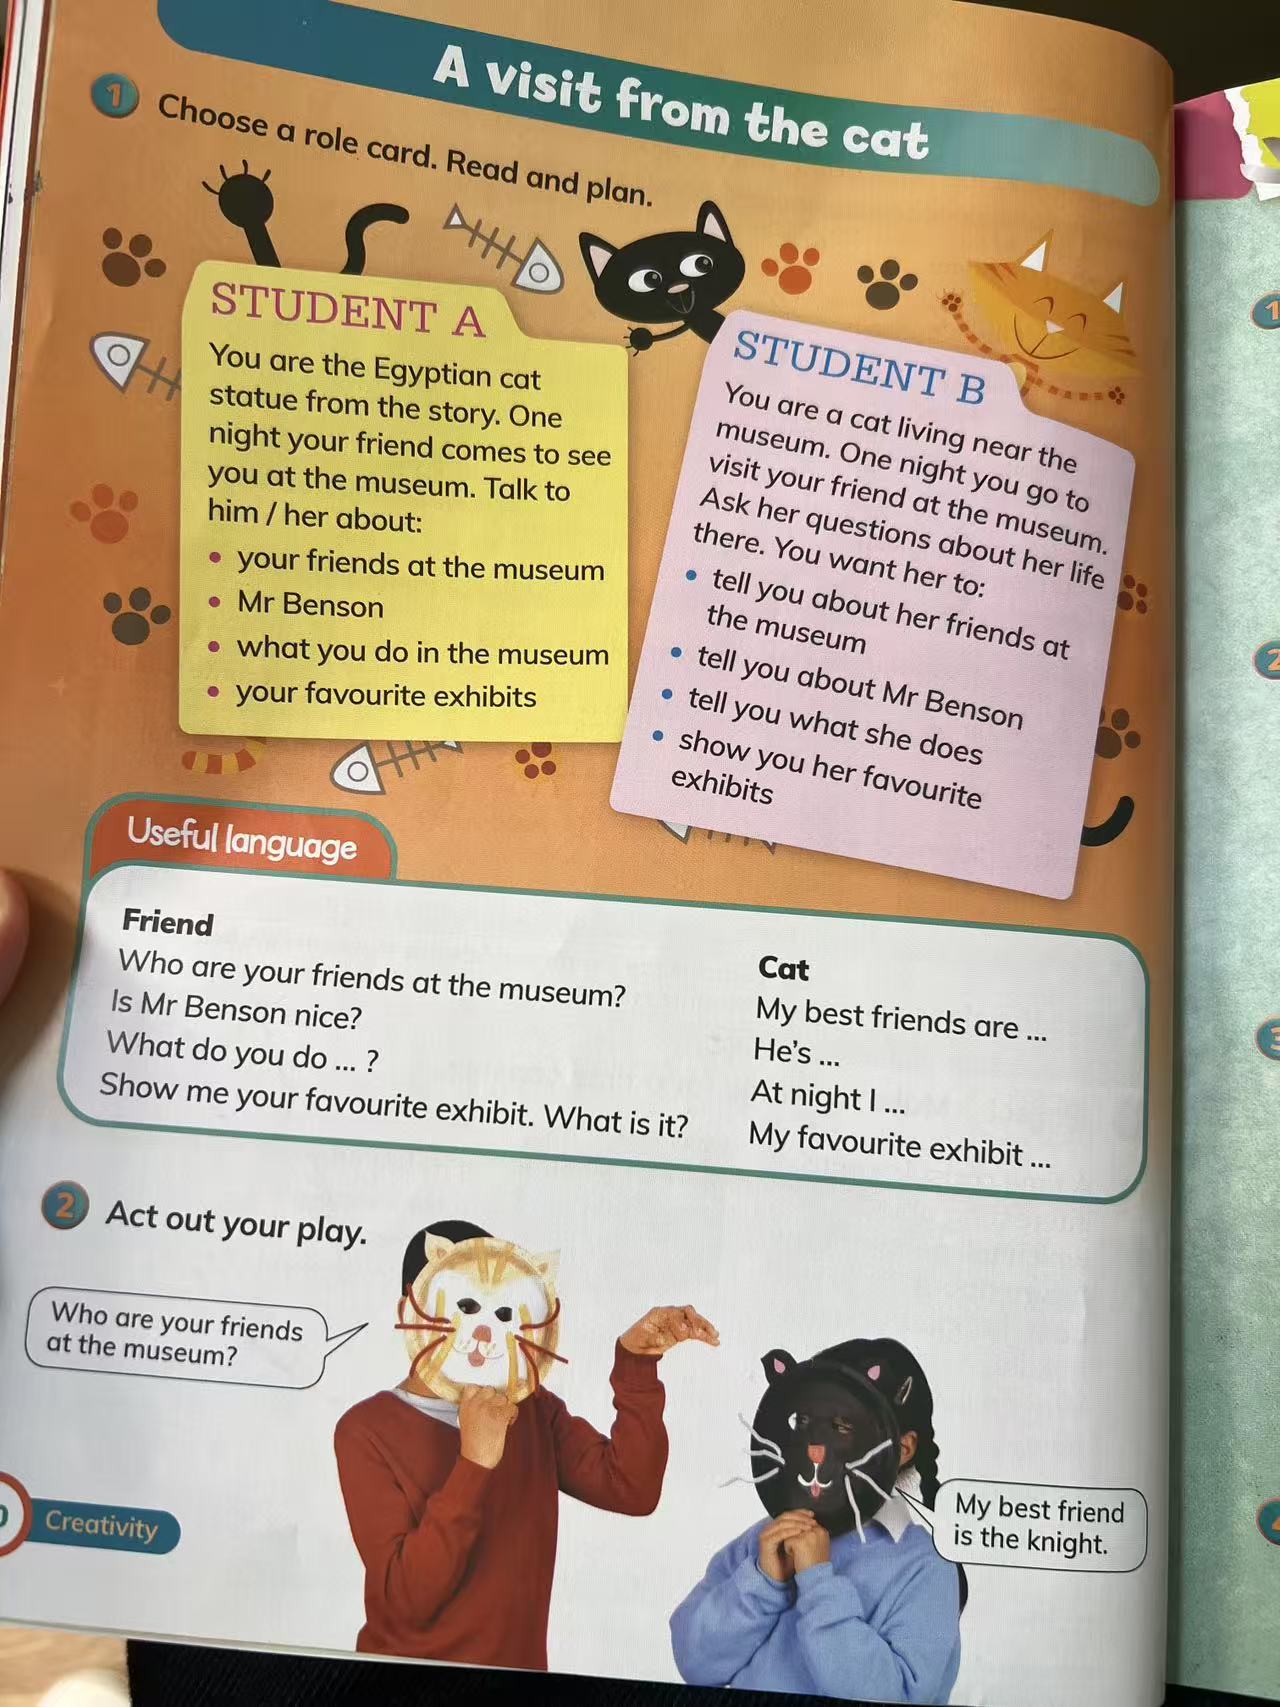 A visit from the cat
1 Choose a role card. Read and plan.
STUDENT A
You are the Egyptian cat
statue from the story. One
night your friend comes to see
you at the museum. Talk to
him / her about:
• your friends at the museum
• Mr Benson
• what you do in the museum
• your favourite exhibits
STUDENT B
You are a cat living near the
museum. One night you go to
visit your friend at the museum.
Ask her questions about her life
there. You want her to:
• tell you about her friends at
the museum
• tell you about Mr Benson
• tell you what she does
• show you her favourite
exhibits
Useful language
Friend
Who are your friends at the museum?
Is Mr Benson nice?
What do you do ... ?
Show me your favourite exhibit. What is it?
Cat
My best friends are ...
He's ...
At night I ...
My favourite exhibit ...
2 Act out your play.
Who are your friends
at the museum?
My best friend
is the knight.
Creativity
1
2
3